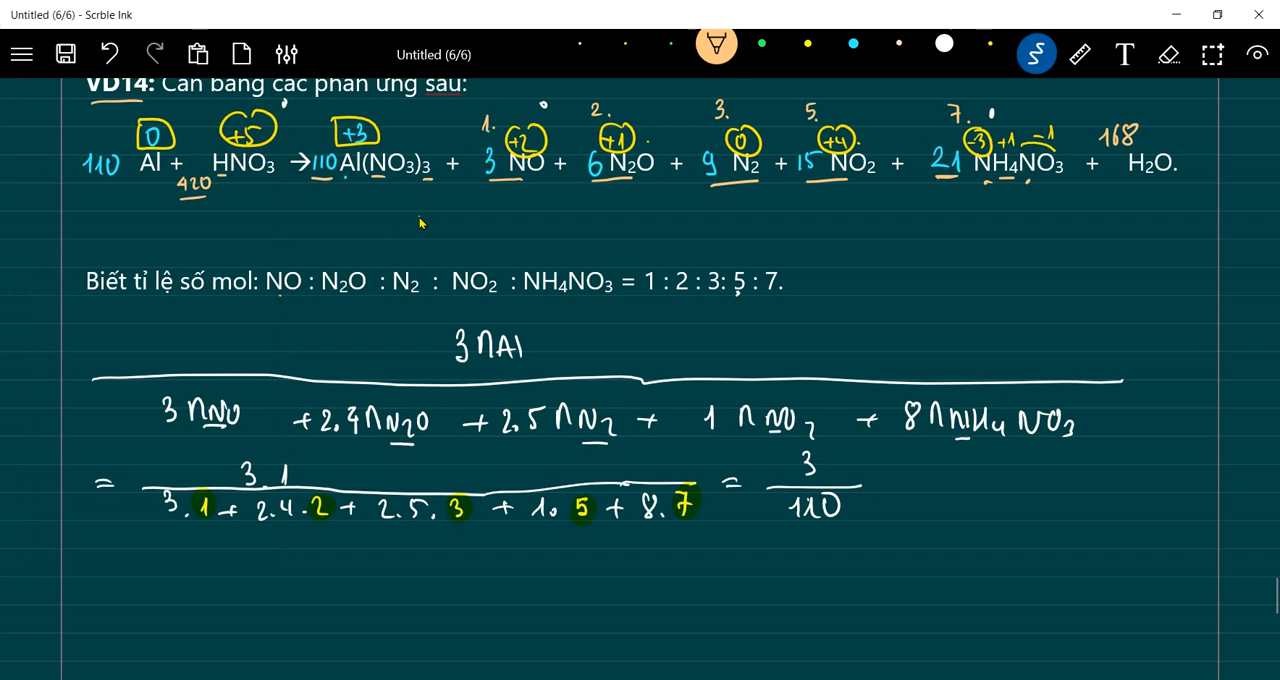 Untitled (6/6) - Scrble Ink
Untitled (6/6)
T
VD14: Cân bằng các phản ứng sau:
1. 2. 3. 5. 7.
0 +5 +3 +2 +1 0 +4 -3 +1 -1 168
110 Al + HNO₃ → 110 Al(NO₃)₃ + 3 NO + 6 N₂O + 9 N₂ + 15 NO₂ + 21 NH₄NO₃ + H₂O.
420
Biết tỉ lệ số mol: NO : N₂O : N₂ : NO₂ : NH₄NO₃ = 1 : 2 : 3: 5 : 7.
3 nAl
3 nNO + 2.4 nN₂O + 2.5 nN₂ + 1 nNO₂ + 8 nNH₄NO₃
= 3.1 / 3.1 + 2.4.2 + 2.5.3 + 1.5 + 8.7 = 3 / 110